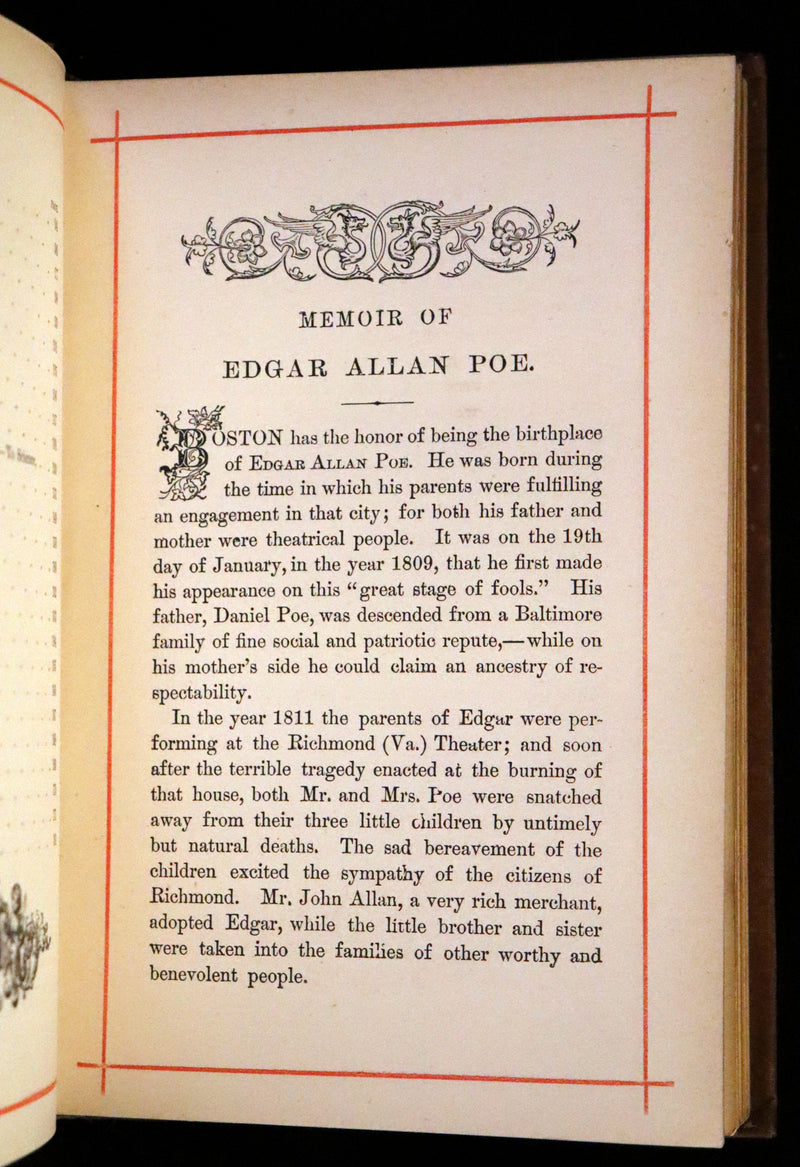 MEMOIR OF
EDGAR ALLAN POE.
BOSTON has the honor of being the birthplace
of EDGAR ALLAN POE. He was born during
the time in which his parents were fulfilling
an engagement in that city; for both his father and
mother were theatrical people. It was on the 19th
day of January, in the year 1809, that he first made
his appearance on this “great stage of fools.” His
father, Daniel Poe, was descended from a Baltimore
family of fine social and patriotic repute,—while on
his mother’s side he could claim an ancestry of re-
spectability.
In the year 1811 the parents of Edgar were per-
forming at the Richmond (Va.) Theater; and soon
after the terrible tragedy enacted at the burning of
that house, both Mr. and Mrs. Poe were snatched
away from their three little children by untimely
but natural deaths. The sad bereavement of the
children excited the sympathy of the citizens of
Richmond. Mr. John Allan, a very rich merchant,
adopted Edgar, while the little brother and sister
were taken into the families of other worthy and
benevolent people.